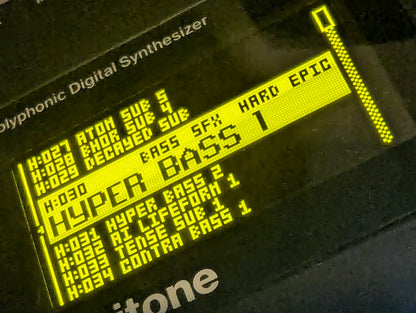 olyphonic Digital Synthesizer
H:027 ATOM SUB 5
H:028 BNOR SUB 4
H:029 DECAYED SUB
H:030 BASS SFX HARD EPIC
HYPER BASS 1
H:031 HYPER BASS 2
H:032 AI LIFEFORM 1
H:033 TENSE SUB 1
H:034 CONTRA BASS 1
itone